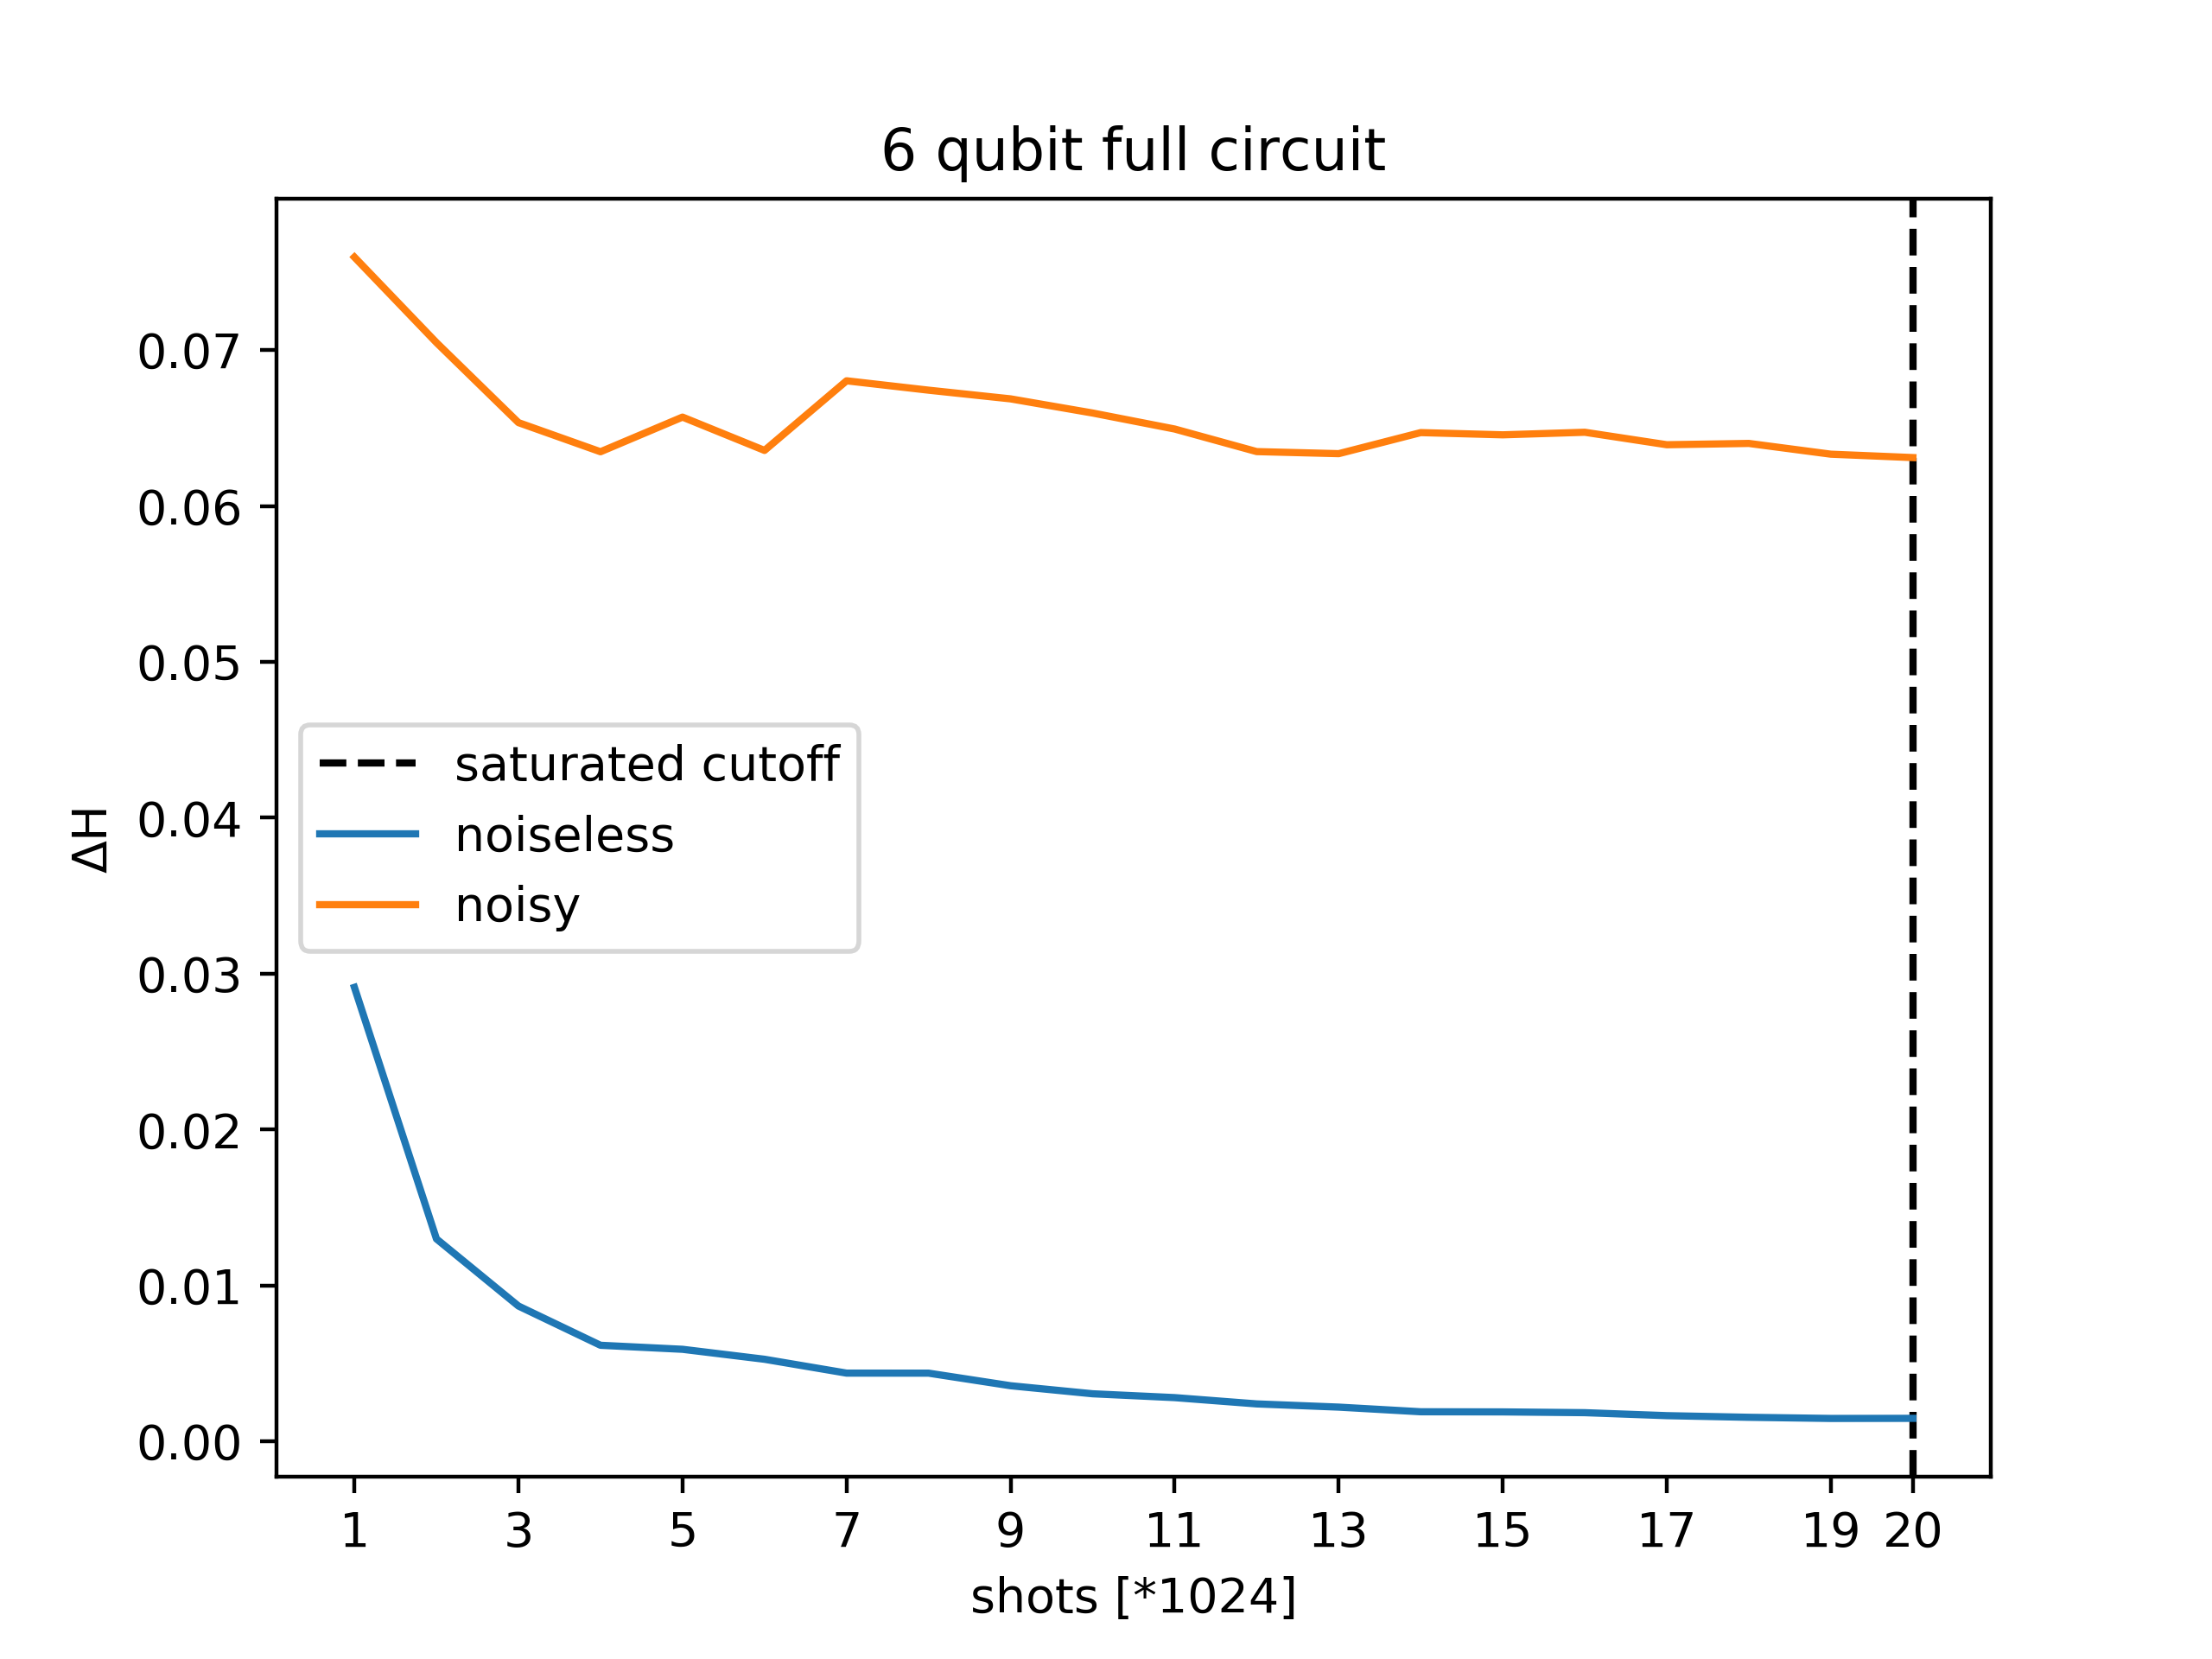 6 qubit full circuit
0.07
0.06
0.05
0.04
0.03
0.02
0.01
0.00
ΔH
saturated cutoff
noiseless
noisy
1 3 5 7 9 11 13 15 17 19 20
shots [*1024]